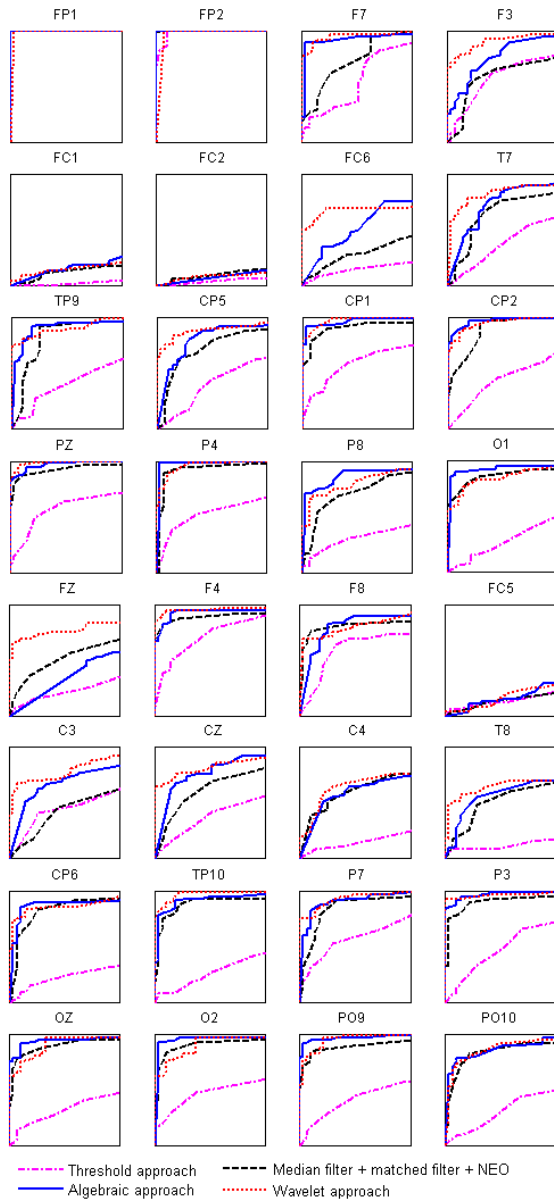 FP1 FP2 F7 F3
FC1 FC2 FC6 T7
TP9 CP5 CP1 CP2
PZ P4 P8 O1
FZ F4 F8 FC5
C3 CZ C4 T8
CP6 TP10 P7 P3
OZ O2 PO9 PO10
Threshold approach Median filter + matched filter + NEO
Algebraic approach Wavelet approach